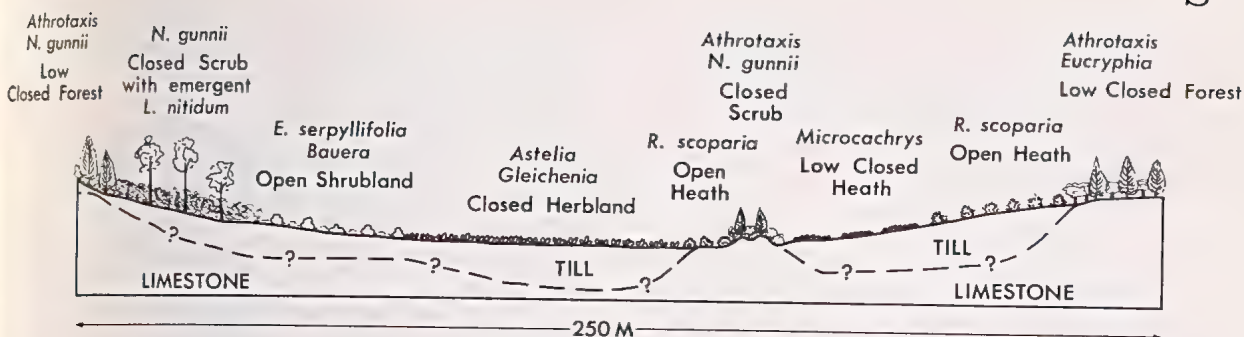 S
Athrotaxis
N. gunnii
Low
Closed Forest
N. gunnii
Closed Scrub
with emergent
L. nitidum
E. serpyllifolia
Bauera
Open Shrubland
Astelia
Gleichenia
Closed Herbland
R. scoparia
Open
Heath
Athrotaxis
N. gunnii
Closed
Scrub
Microcachrys
Low Closed
Heath
R. scoparia
Open Heath
Athrotaxis
Eucryphia
Low Closed Forest
?
?
?
?
?
?
TILL
TILL
LIMESTONE
LIMESTONE
250 M